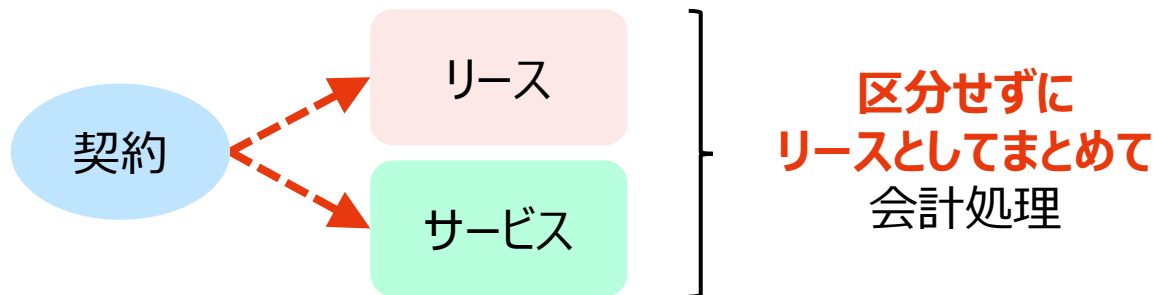 契約
リース
サービス
区分せずに
リースとしてまとめて
会計処理